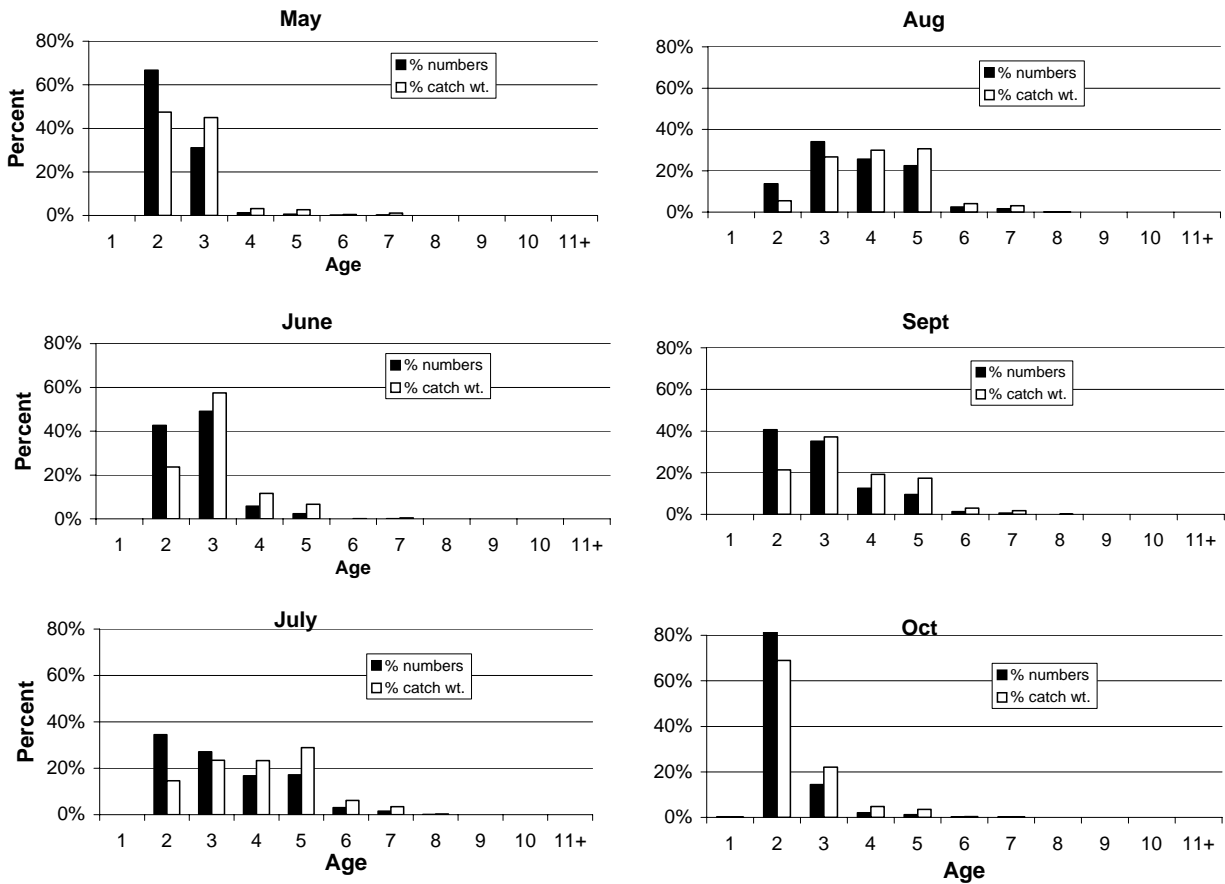 May
80%
60%
40%
20%
0%
Percent
% numbers
% catch wt.
1 2 3 4 5 6 7 8 9 10 11+
Age
Aug
80%
60%
40%
20%
0%
% numbers
% catch wt.
1 2 3 4 5 6 7 8 9 10 11+
June
80%
60%
40%
20%
0%
Percent
% numbers
% catch wt.
1 2 3 4 5 6 7 8 9 10 11+
Age
Sept
80%
60%
40%
20%
0%
% numbers
% catch wt.
1 2 3 4 5 6 7 8 9 10 11+
July
80%
60%
40%
20%
0%
Percent
% numbers
% catch wt.
1 2 3 4 5 6 7 8 9 10 11+
Age
Oct
80%
60%
40%
20%
0%
% numbers
% catch wt.
1 2 3 4 5 6 7 8 9 10 11+
Age